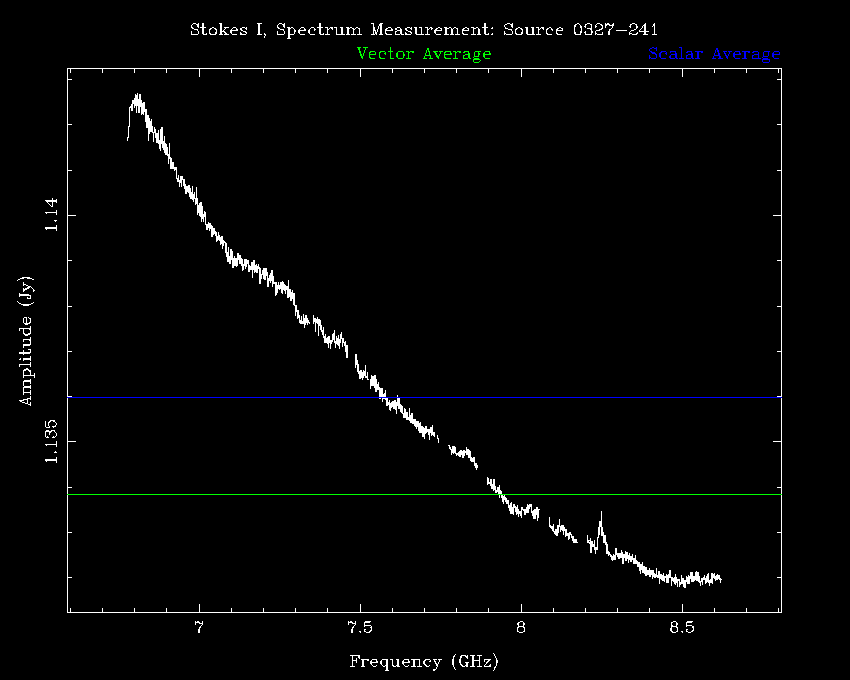 Stokes I, Spectrum Measurement: Source 0327-241
Vector Average Scalar Average
1.14
1.135
Amplitude (Jy)
7 7.5 8 8.5
Frequency (GHz)